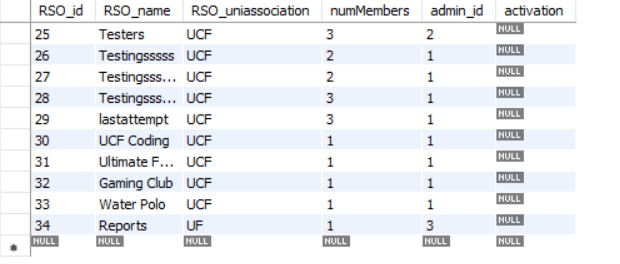 RSO_id RSO_name RSO_uniassociation numMembers admin_id activation
25 Testers UCF 3 2 NULL
26 Testingsssss UCF 2 1 NULL
27 Testingsss... UCF 2 1 NULL
28 Testingsss... UCF 3 1 NULL
29 lastattempt UCF 3 1 NULL
30 UCF Coding UCF 1 1 NULL
31 Ultimate F... UCF 1 1 NULL
32 Gaming Club UCF 1 1 NULL
33 Water Polo UCF 1 1 NULL
34 Reports UF 1 3 NULL
* NULL NULL NULL NULL NULL NULL